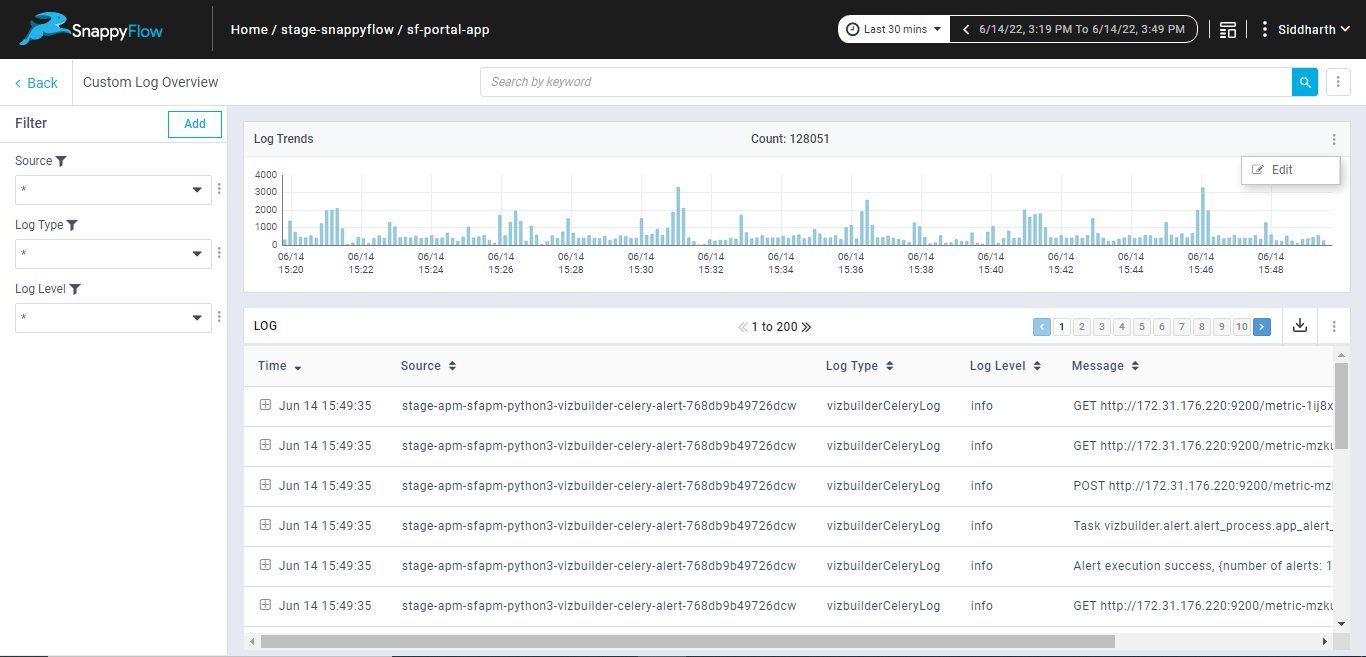 SnappyFlow
Home / stage-snappyflow / sf-portal-app
Last 30 mins
6/14/22, 3:19 PM To 6/14/22, 3:49 PM
Siddharth
Back
Custom Log Overview
Search by keyword
Filter
Add
Source
*
Log Type
*
Log Level
*
Log Trends
Count: 128051
Edit
4000
3000
2000
1000
0
06/14 06/14 06/14 06/14 06/14 06/14 06/14 06/14 06/14 06/14 06/14 06/14 06/14 06/14 06/14
15:20 15:22 15:24 15:26 15:28 15:30 15:32 15:34 15:36 15:38 15:40 15:42 15:44 15:46 15:48
LOG
1 to 200
1 2 3 4 5 6 7 8 9 10
Time Source Log Type Log Level Message
Jun 14 15:49:35 stage-apm-sfapm-python3-vizbuilder-celery-alert-768db9b49726dcw vizbuilderCeleryLog info GET http://172.31.176.220:9200/metric-1ij8x
Jun 14 15:49:35 stage-apm-sfapm-python3-vizbuilder-celery-alert-768db9b49726dcw vizbuilderCeleryLog info GET http://172.31.176.220:9200/metric-mzku
Jun 14 15:49:35 stage-apm-sfapm-python3-vizbuilder-celery-alert-768db9b49726dcw vizbuilderCeleryLog info POST http://172.31.176.220:9200/metric-mzl
Jun 14 15:49:35 stage-apm-sfapm-python3-vizbuilder-celery-alert-768db9b49726dcw vizbuilderCeleryLog info Task vizbuilder.alert.alert_process.app_alert_
Jun 14 15:49:35 stage-apm-sfapm-python3-vizbuilder-celery-alert-768db9b49726dcw vizbuilderCeleryLog info Alert execution success, {number of alerts: 1
Jun 14 15:49:35 stage-apm-sfapm-python3-vizbuilder-celery-alert-768db9b49726dcw vizbuilderCeleryLog info GET http://172.31.176.220:9200/metric-mzku